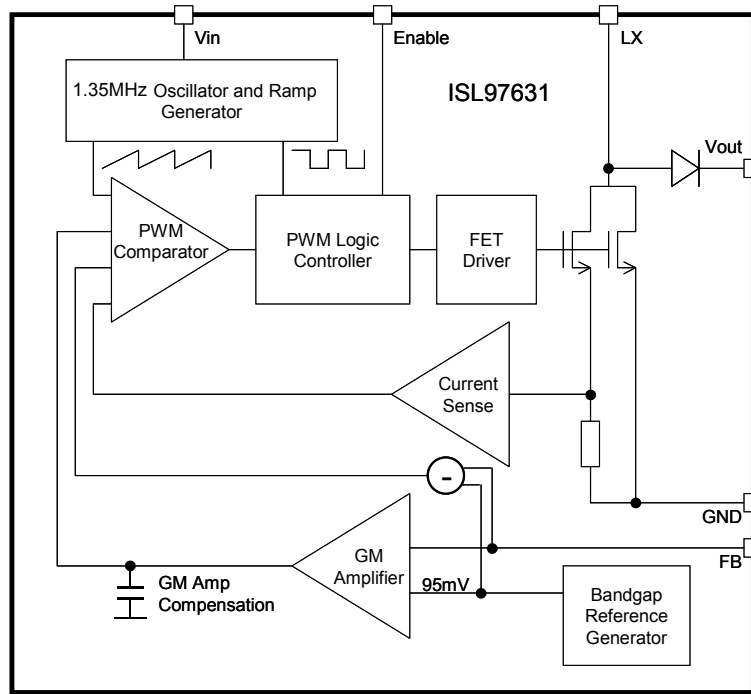 Vin
Enable
LX
1.35MHz Oscillator and Ramp
Generator
ISL97631
Vout
PWM
Comparator
PWM Logic
Controller
FET
Driver
Current
Sense
-
GND
FB
GM
Amplifier
95mV
GM Amp
Compensation
Bandgap
Reference
Generator